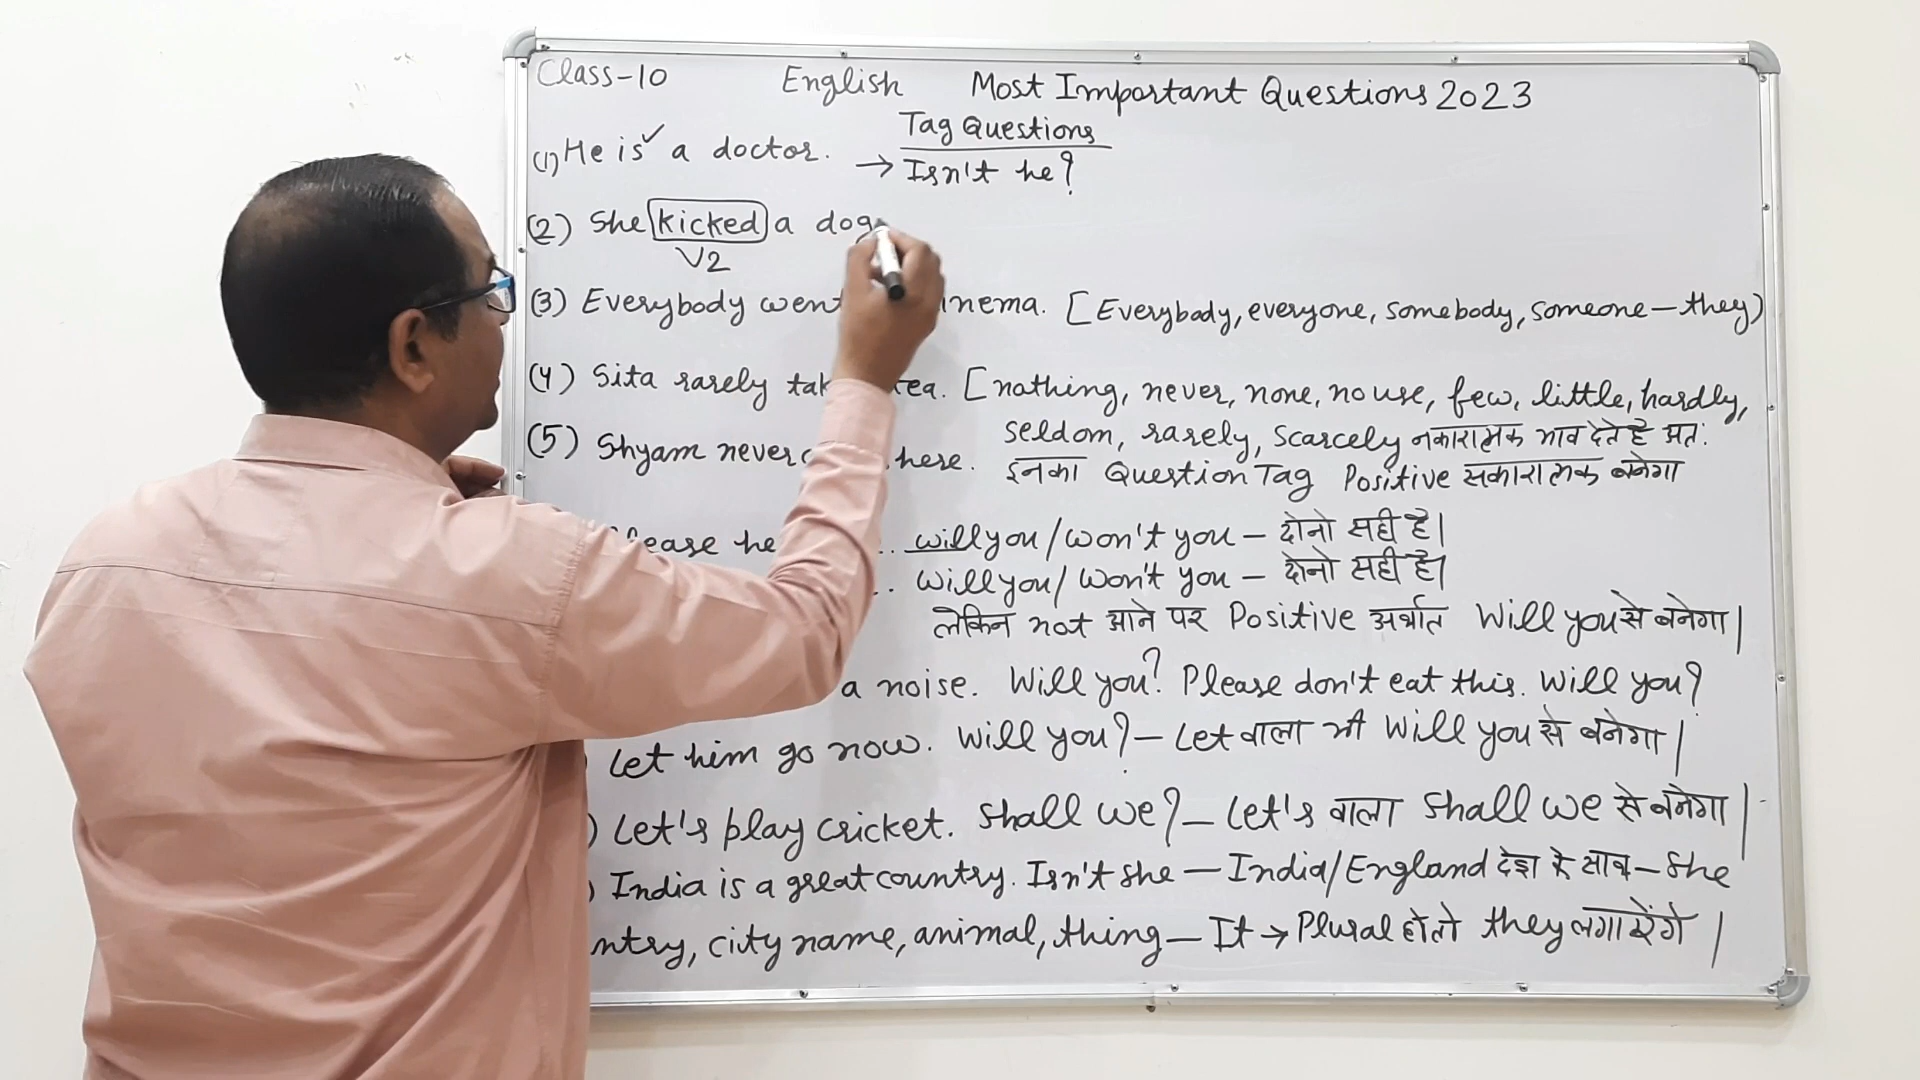 Class-10 English Most Important Questions 2023
Tag Questions
(1) He is a doctor. → Isn't he?
(2) She kicked a dog
V2
(3) Everybody went inema. [Everybody, everyone, somebody, someone - they)
(4) Sita rarely tak tea. [nothing, never, none, no use, few, little, hardly,
seldom, rarely, scarcely नकारात्मक भाव देते है अतः
(5) Shyam never here. इनका Question Tag Positive सकारात्मक बनेगा
lease he .. will you/won't you - दोनो सही है।
.. will you/ won't you - दोनो सही है।
लेकिन not आने पर Positive अर्थात Will you से बनेगा।
a noise. Will you? Please don't eat this. Will you?
Let him go now. Will you? - Let वाला भी Will you से बनेगा।
) Let's play cricket. Shall we? - Let's वाला Shall we से बनेगा।
) India is a great country. Isn't she - India/England देश के साथ - She
ntry, city name, animal, thing - It → Plural हो तो they लगा देंगे।